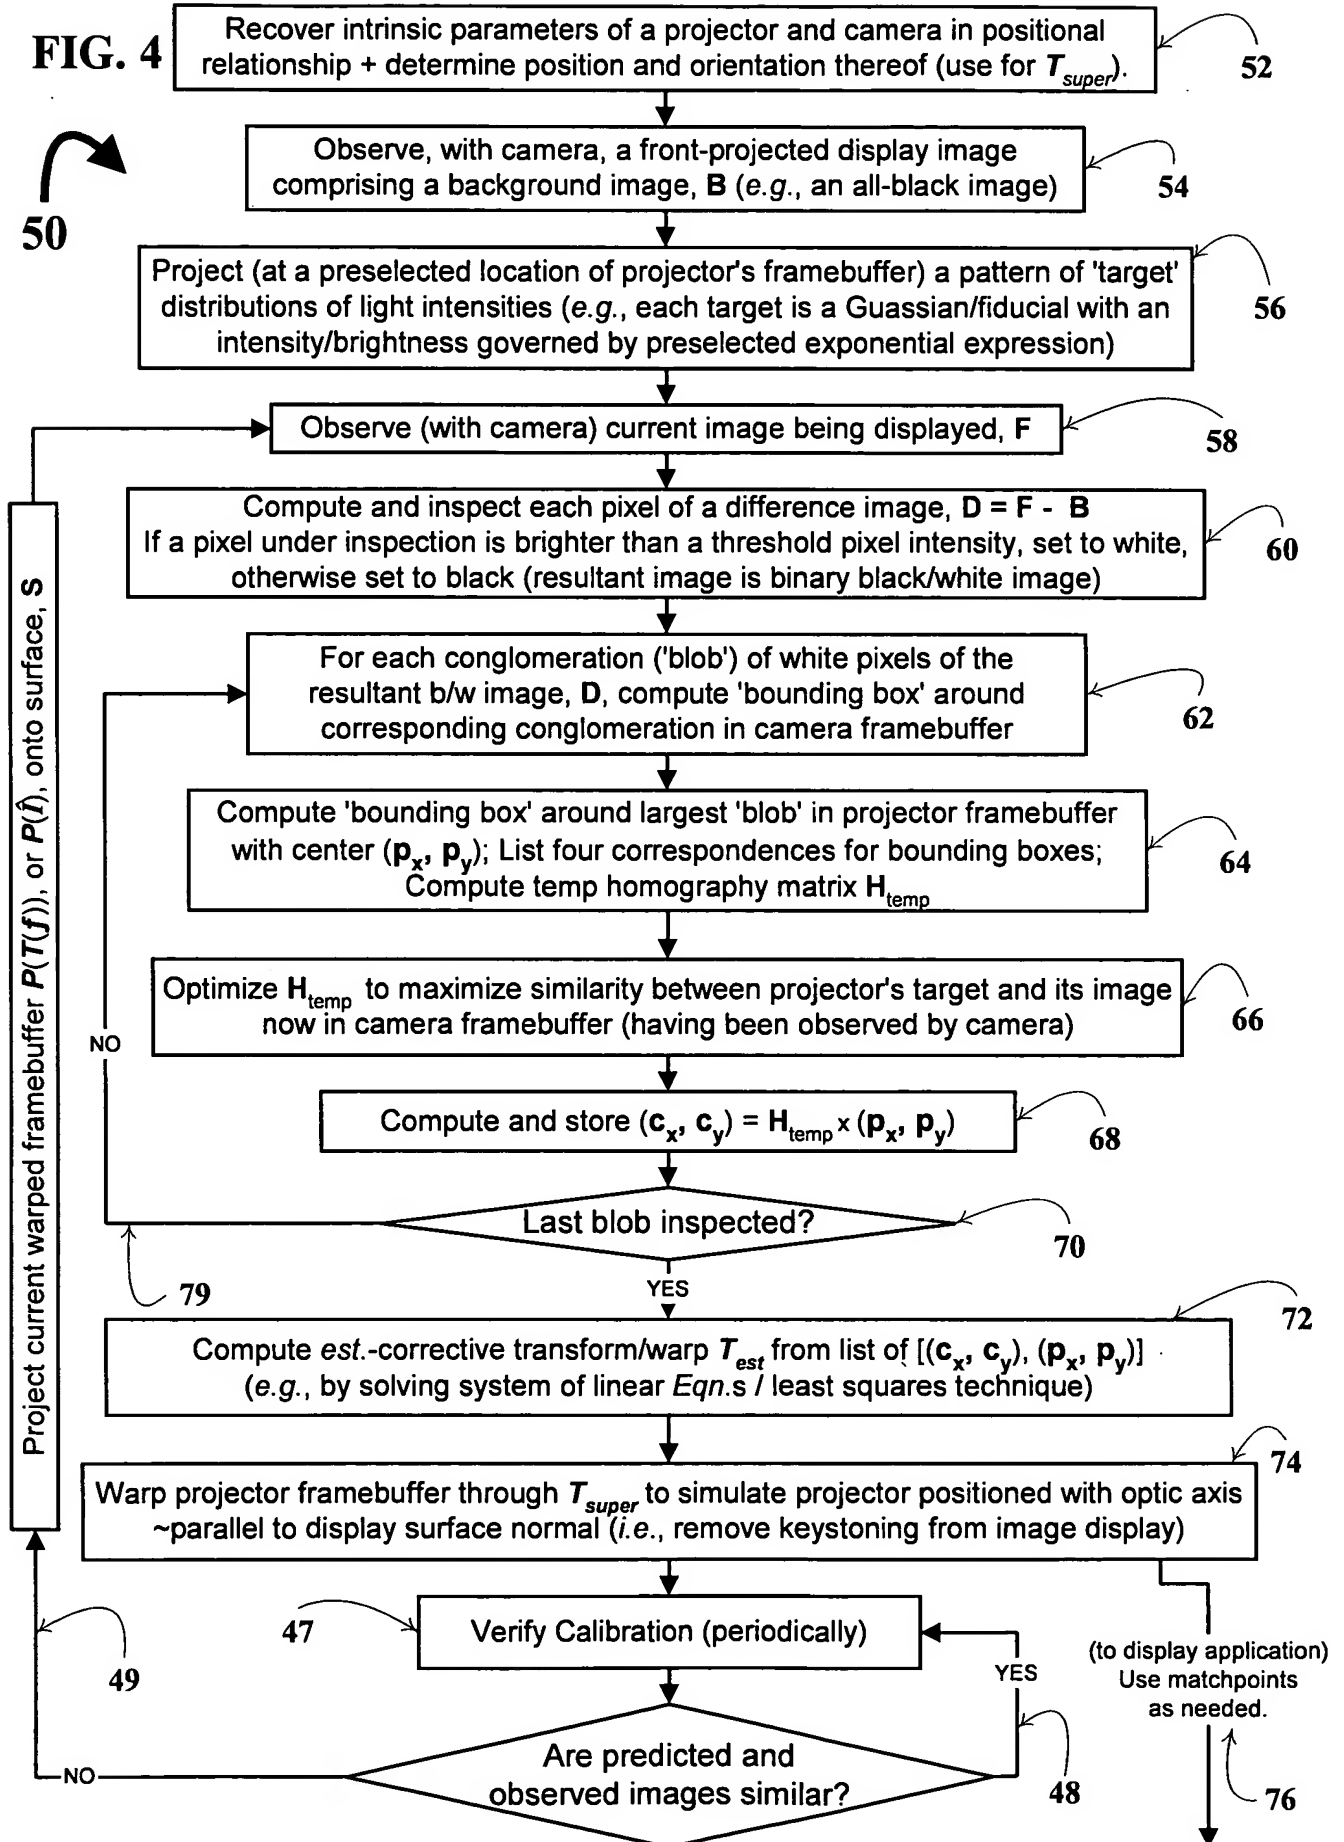 FIG. 4
Recover intrinsic parameters of a projector and camera in positional
relationship + determine position and orientation thereof (use for T_super).
52
50
Observe, with camera, a front-projected display image
comprising a background image, B (e.g., an all-black image)
54
Project (at a preselected location of projector's framebuffer) a pattern of 'target'
distributions of light intensities (e.g., each target is a Guassian/fiducial with an
intensity/brightness governed by preselected exponential expression)
56
Observe (with camera) current image being displayed, F
58
Compute and inspect each pixel of a difference image, D = F - B
If a pixel under inspection is brighter than a threshold pixel intensity, set to white,
otherwise set to black (resultant image is binary black/white image)
60
For each conglomeration ('blob') of white pixels of the
resultant b/w image, D, compute 'bounding box' around
corresponding conglomeration in camera framebuffer
62
Compute 'bounding box' around largest 'blob' in projector framebuffer
with center (p_x, p_y); List four correspondences for bounding boxes;
Compute temp homography matrix H_temp
64
Optimize H_temp to maximize similarity between projector's target and its image
now in camera framebuffer (having been observed by camera)
66
NO
Compute and store (c_x, c_y) = H_temp x (p_x, p_y)
68
Last blob inspected?
70
79
YES
72
Compute est.-corrective transform/warp T_est from list of [(c_x, c_y), (p_x, p_y)]
(e.g., by solving system of linear Eqn.s / least squares technique)
74
Warp projector framebuffer through T_super to simulate projector positioned with optic axis
~parallel to display surface normal (i.e., remove keystoning from image display)
Project current warped framebuffer P(T(f)), or P(Î), onto surface, S
47
Verify Calibration (periodically)
49
YES
(to display application)
Use matchpoints
as needed.
Are predicted and
observed images similar?
NO
48
76